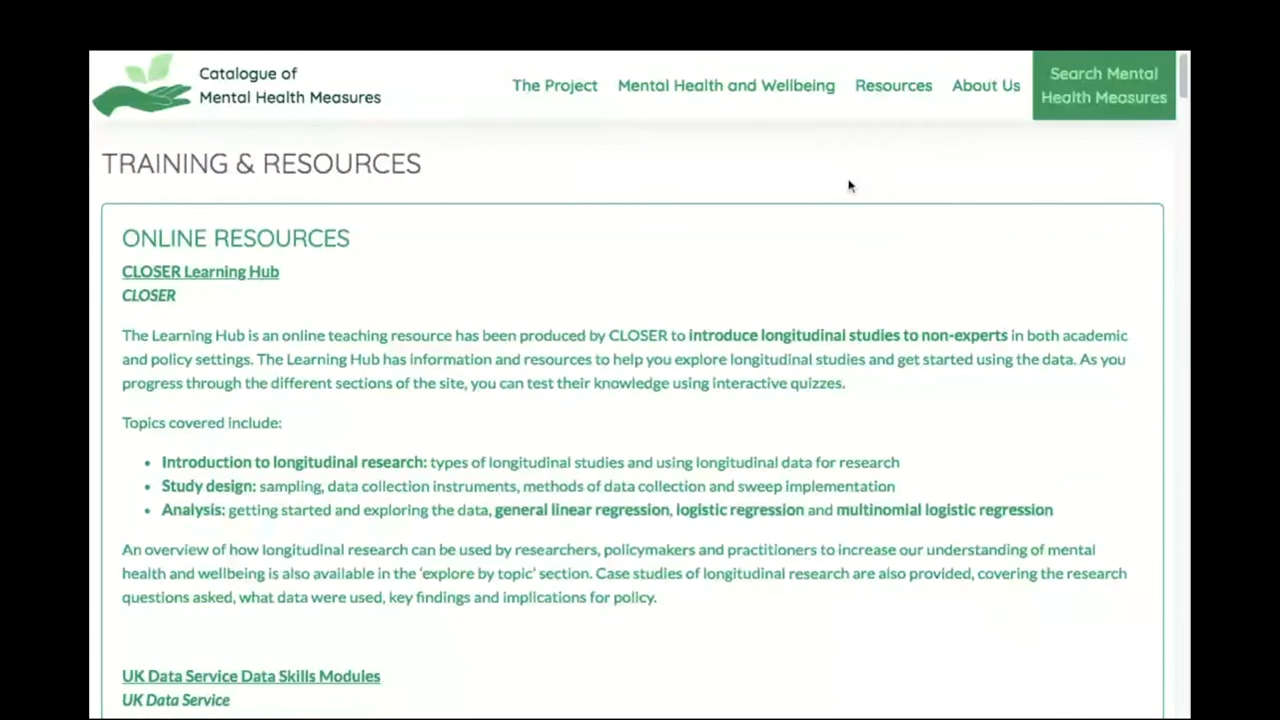 Catalogue of
Mental Health Measures
The Project
Mental Health and Wellbeing
Resources
About Us
Search Mental
Health Measures
TRAINING & RESOURCES
ONLINE RESOURCES
CLOSER Learning Hub
CLOSER
The Learning Hub is an online teaching resource has been produced by CLOSER to introduce longitudinal studies to non-experts in both academic
and policy settings. The Learning Hub has information and resources to help you explore longitudinal studies and get started using the data. As you
progress through the different sections of the site, you can test their knowledge using interactive quizzes.
Topics covered include:
• Introduction to longitudinal research: types of longitudinal studies and using longitudinal data for research
• Study design: sampling, data collection instruments, methods of data collection and sweep implementation
• Analysis: getting started and exploring the data, general linear regression, logistic regression and multinomial logistic regression
An overview of how longitudinal research can be used by researchers, policymakers and practitioners to increase our understanding of mental
health and wellbeing is also available in the 'explore by topic' section. Case studies of longitudinal research are also provided, covering the research
questions asked, what data were used, key findings and implications for policy.
UK Data Service Data Skills Modules
UK Data Service